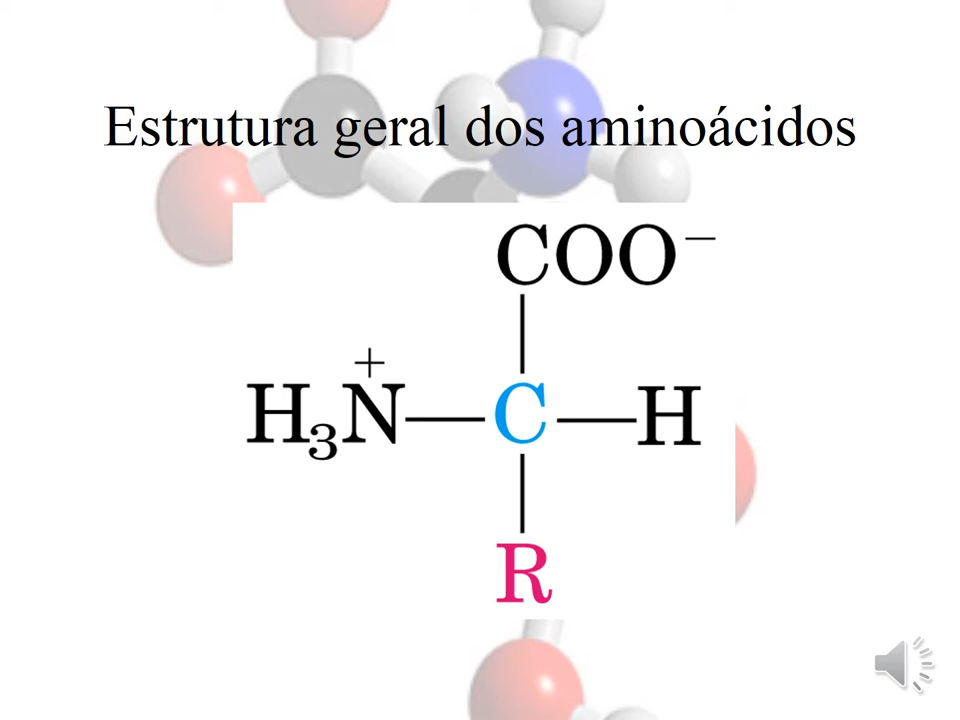 Estrutura geral dos aminoácidos
COO⁻
H₃N⁺—C—H
R